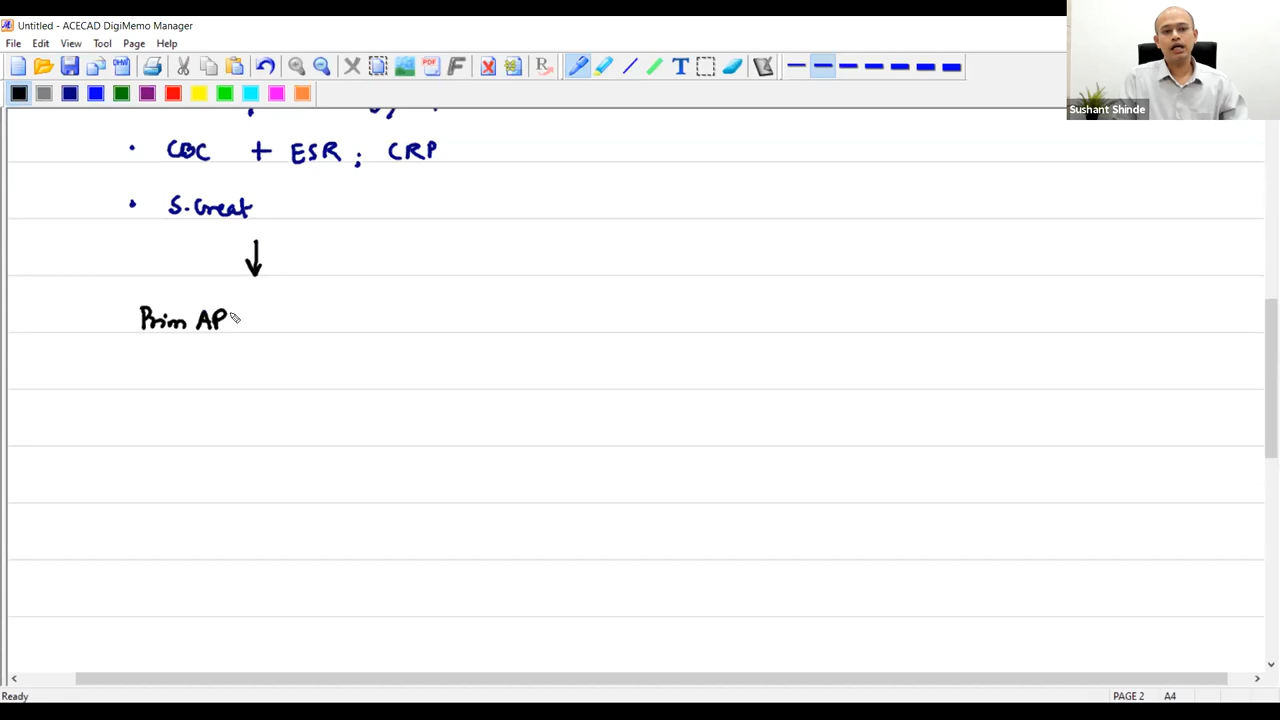 Untitled - ACECAD DigiMemo Manager
File Edit View Tool Page Help
Sushant Shinde
• CBC + ESR ; CRP
• S. Creat
Prim AP
Ready
PAGE 2 A4